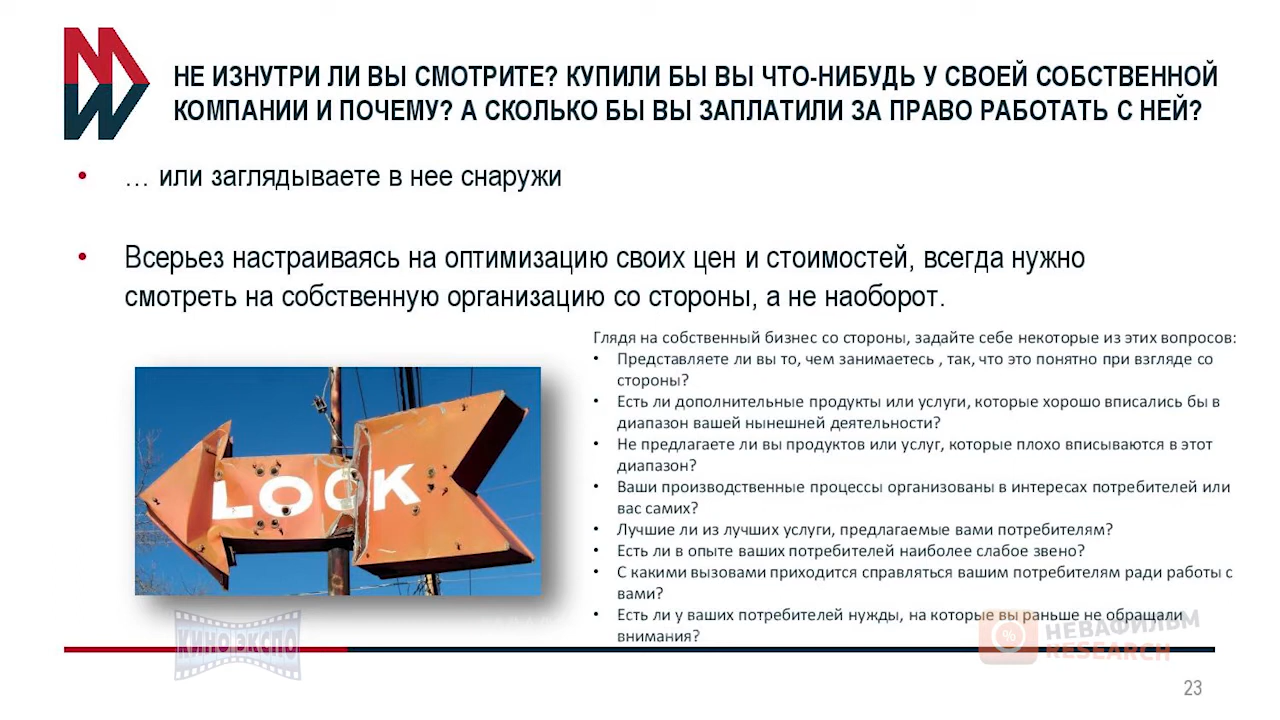 НЕ ИЗНУТРИ ЛИ ВЫ СМОТРИТЕ? КУПИЛИ БЫ ВЫ ЧТО-НИБУДЬ У СВОЕЙ СОБСТВЕННОЙ
КОМПАНИИ И ПОЧЕМУ? А СКОЛЬКО БЫ ВЫ ЗАПЛАТИЛИ ЗА ПРАВО РАБОТАТЬ С НЕЙ?
• … или заглядываете в нее снаружи
• Всерьез настраиваясь на оптимизацию своих цен и стоимостей, всегда нужно
смотреть на собственную организацию со стороны, а не наоборот.
LOOK
Глядя на собственный бизнес со стороны, задайте себе некоторые из этих вопросов:
• Представляете ли вы то, чем занимаетесь , так, что это понятно при взгляде со
стороны?
• Есть ли дополнительные продукты или услуги, которые хорошо вписались бы в
диапазон вашей нынешней деятельности?
• Не предлагаете ли вы продуктов или услуг, которые плохо вписываются в этот
диапазон?
• Ваши производственные процессы организованы в интересах потребителей или
вас самих?
• Лучшие ли из лучших услуги, предлагаемые вами потребителям?
• Есть ли в опыте ваших потребителей наиболее слабое звено?
• С какими вызовами приходится справляться вашим потребителям ради работы с
вами?
• Есть ли у ваших потребителей нужды, на которые вы раньше не обращали
внимания?
КИНО ЭКСПО
%
НЕВАФИЛЬМ
RESEARCH
23